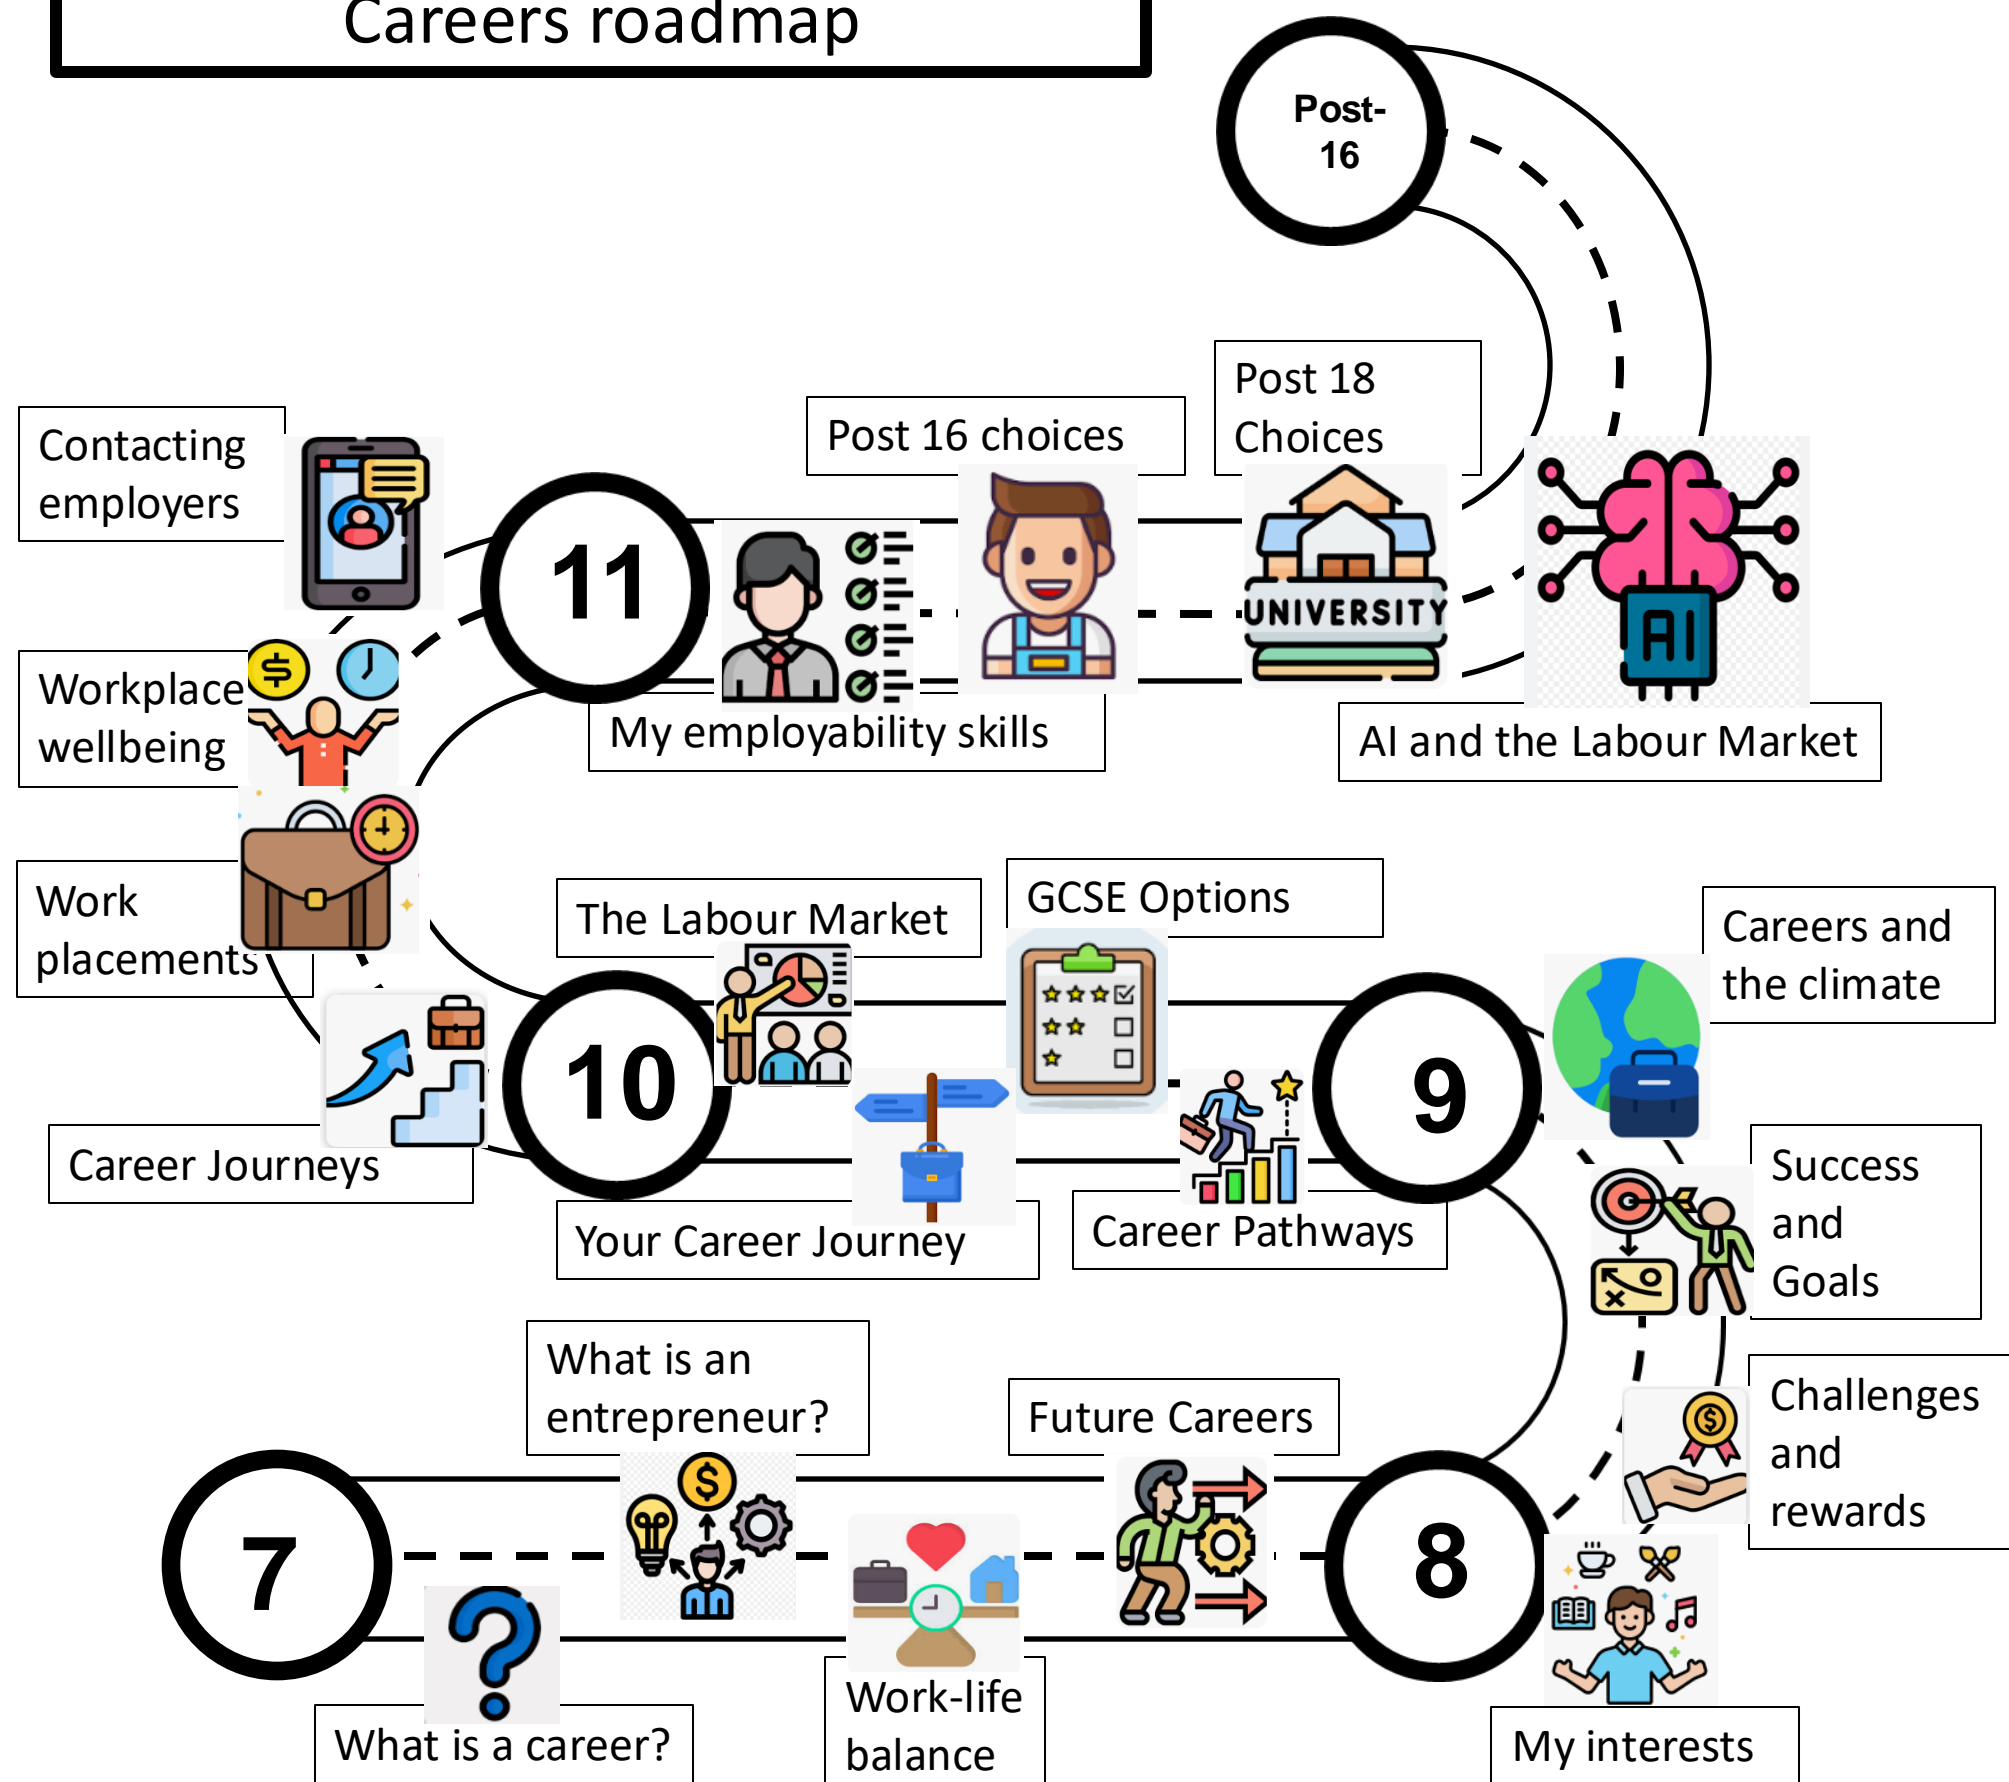 Careers roadmap
Post-
16
Post 18
Choices
Post 16 choices
Contacting
employers
11
UNIVERSITY
AI
Workplace
wellbeing
$
My employability skills
AI and the Labour Market
Work
placements
The Labour Market
GCSE Options
Careers and
the climate
10
9
Career Journeys
Your Career Journey
Career Pathways
Success
and
Goals
What is an
entrepreneur?
Future Careers
Challenges
and
rewards
$
$
7
8
What is a career?
Work-life
balance
My interests